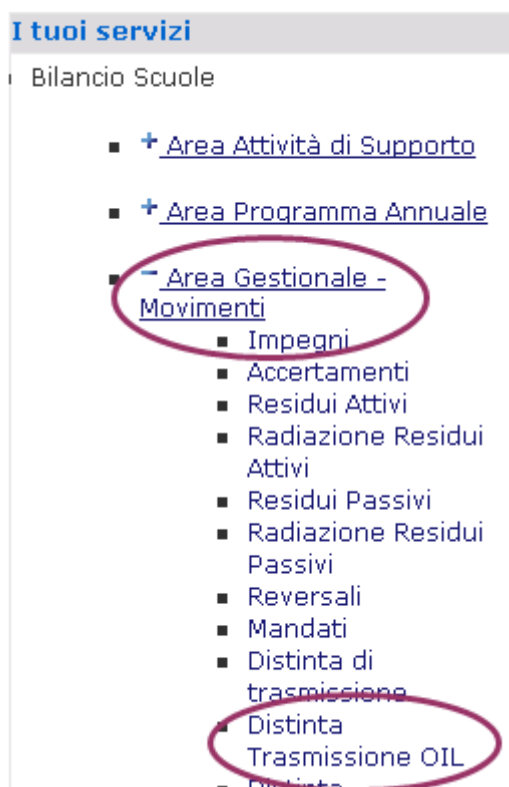 I tuoi servizi
Bilancio Scuole
+ Area Attività di Supporto
+ Area Programma Annuale
- Area Gestionale -
Movimenti
Impegni
Accertamenti
Residui Attivi
Radiazione Residui
Attivi
Residui Passivi
Radiazione Residui
Passivi
Reversali
Mandati
Distinta di
trasmissione
Distinta
Trasmissione OIL
Distinta